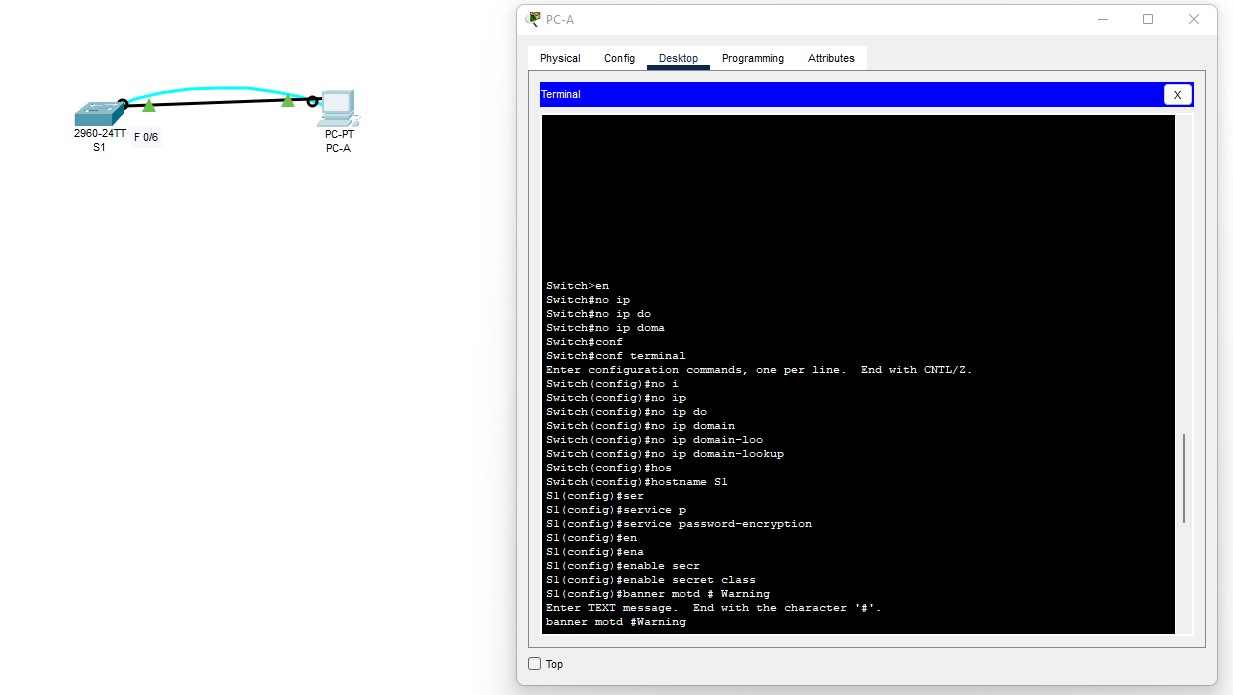 2960-24TT
S1
F 0/6
PC-PT
PC-A
PC-A
Physical Config Desktop Programming Attributes
Terminal X
Switch>en
Switch#no ip
Switch#no ip do
Switch#no ip doma
Switch#conf
Switch#conf terminal
Enter configuration commands, one per line.  End with CNTL/Z.
Switch(config)#no i
Switch(config)#no ip
Switch(config)#no ip do
Switch(config)#no ip domain
Switch(config)#no ip domain-loo
Switch(config)#no ip domain-lookup
Switch(config)#hos
Switch(config)#hostname S1
S1(config)#ser
S1(config)#service p
S1(config)#service password-encryption
S1(config)#en
S1(config)#ena
S1(config)#enable secr
S1(config)#enable secret class
S1(config)#banner motd # Warning
Enter TEXT message.  End with the character '#'.
banner motd #Warning
Top